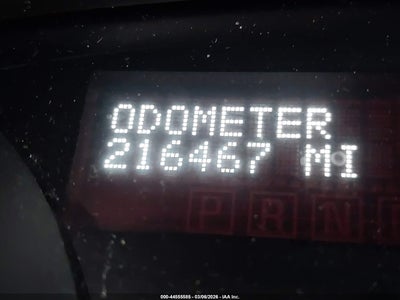 ODOMETER
216467 MI
P R N
000-44555585 - 03/06/2026 - IAA Inc.